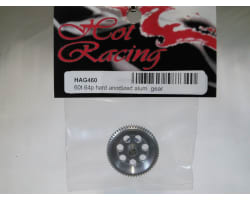 Hot
Racing
HAG460
60t 64p hard anodized alum. gear